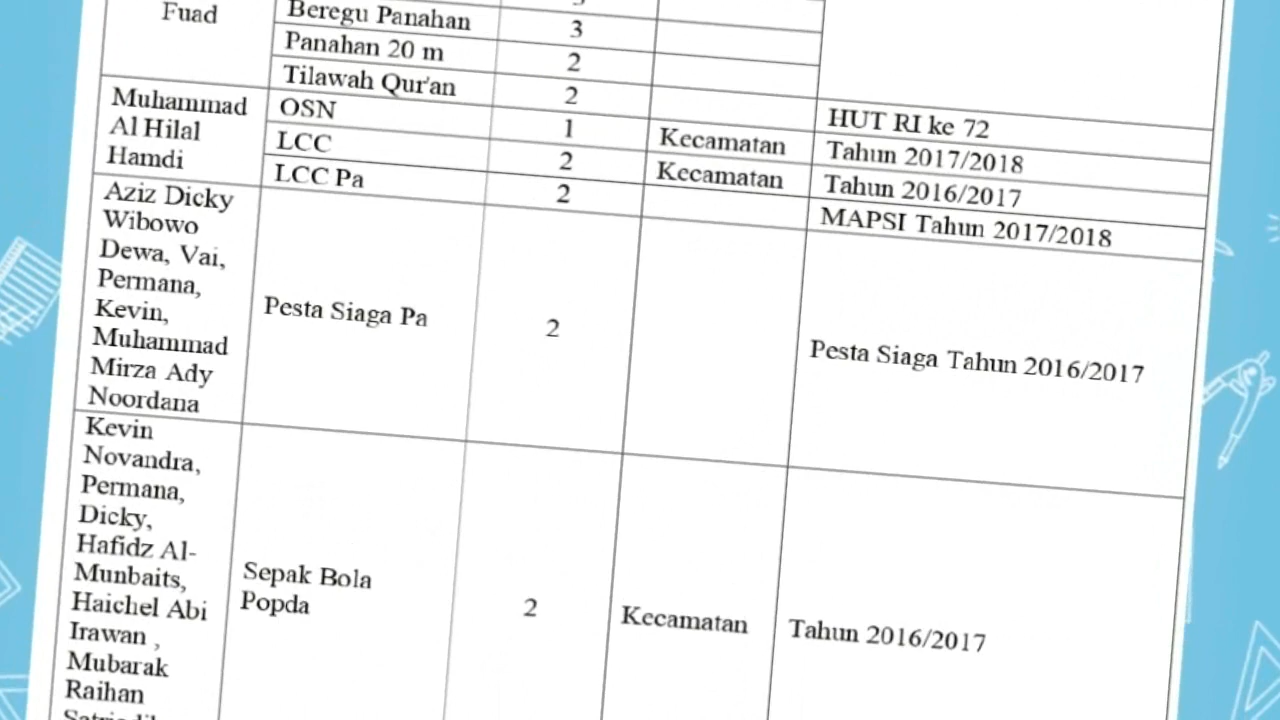 Fuad
Beregu Panahan 3
Panahan 20 m 2
Tilawah Qur'an 2 HUT RI ke 72
Muhammad
Al Hilal
Hamdi
OSN 1 Kecamatan Tahun 2017/2018
LCC 2 Kecamatan Tahun 2016/2017
LCC Pa 2 MAPSI Tahun 2017/2018
Aziz Dicky
Wibowo
Dewa, Vai,
Permana,
Kevin,
Muhammad
Mirza Ady
Noordana
Pesta Siaga Pa 2 Pesta Siaga Tahun 2016/2017
Kevin
Novandra,
Permana,
Dicky,
Hafidz Al-
Munbaits,
Haichel Abi
Irawan ,
Mubarak
Raihan
Sepak Bola
Popda
2 Kecamatan Tahun 2016/2017